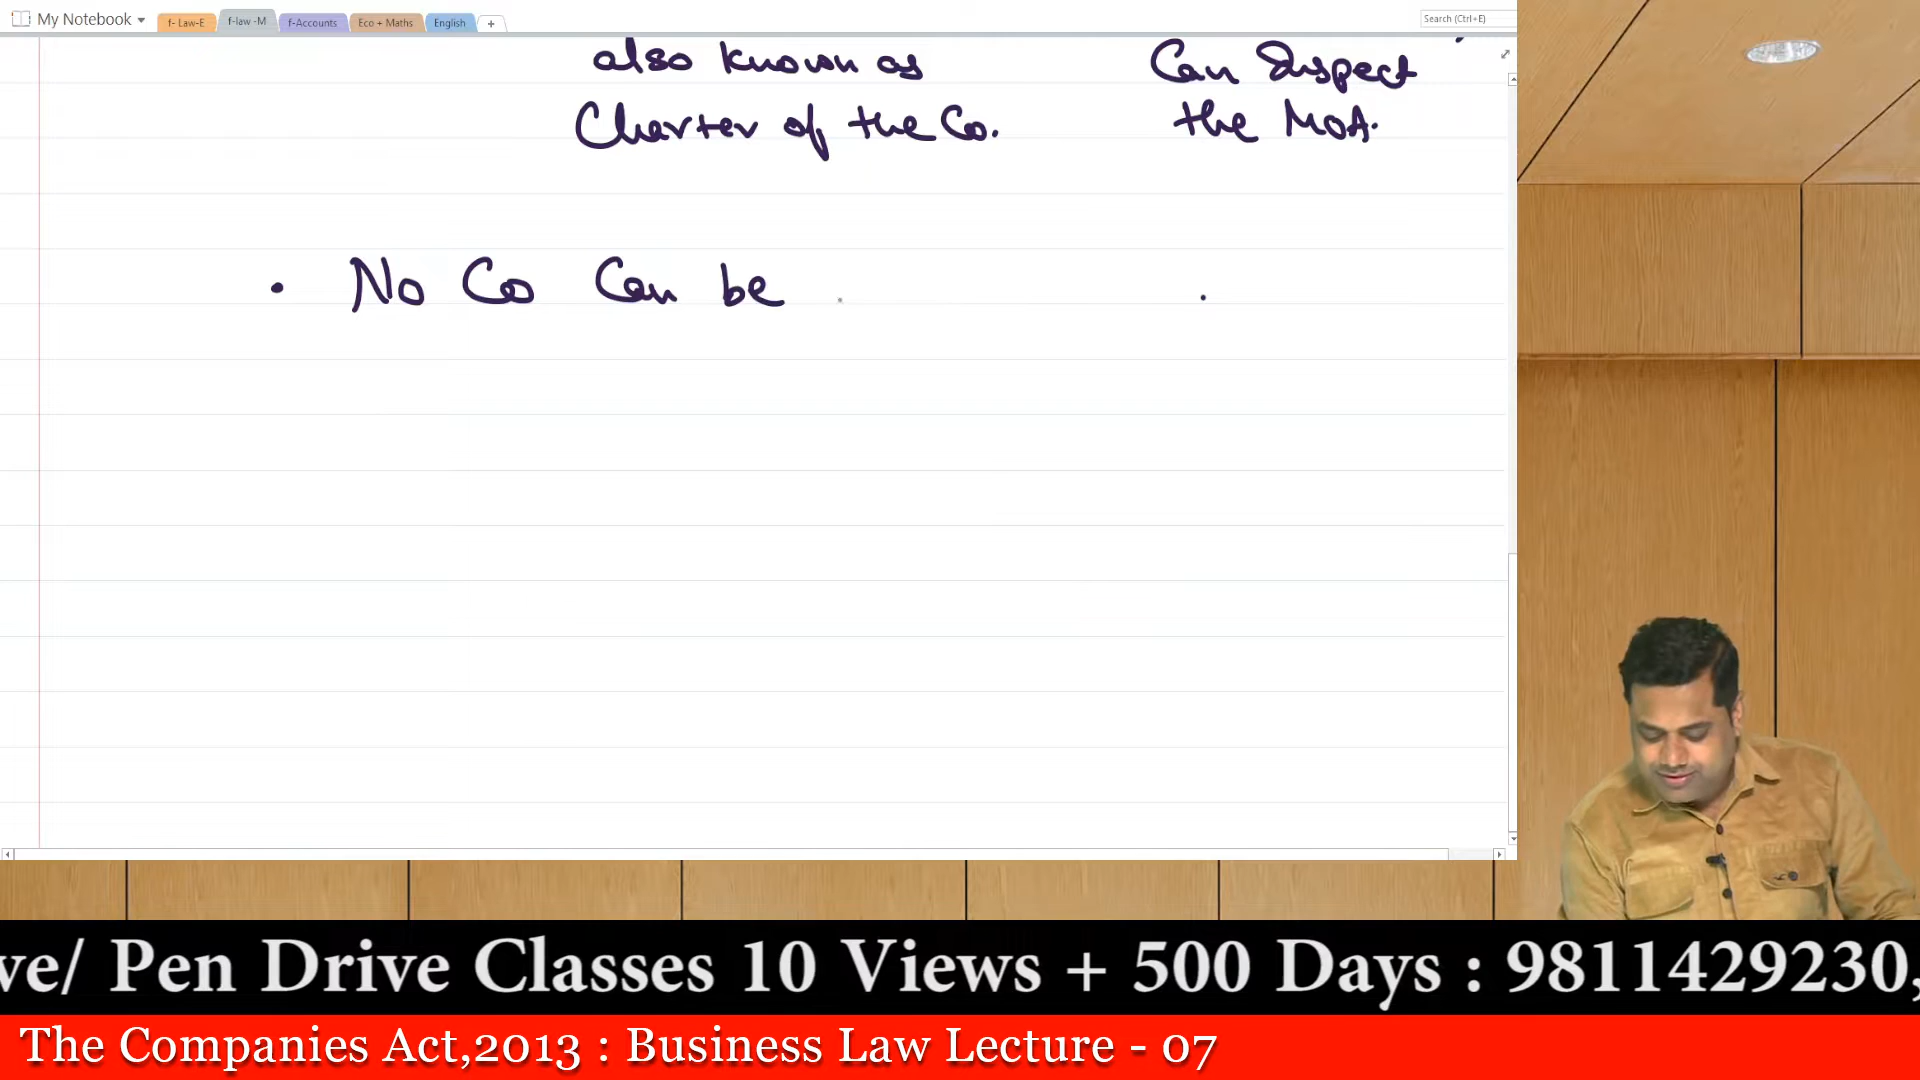 My Notebook
f- Law-E
f-law -M
f-Accounts
Eco + Maths
English
+
Search (Ctrl+E)
also known as
Charter of the Co.
Can Inspect
the MOA.
• No Co Can be
ve/ Pen Drive Classes 10 Views + 500 Days : 9811429230,
The Companies Act,2013 : Business Law Lecture - 07